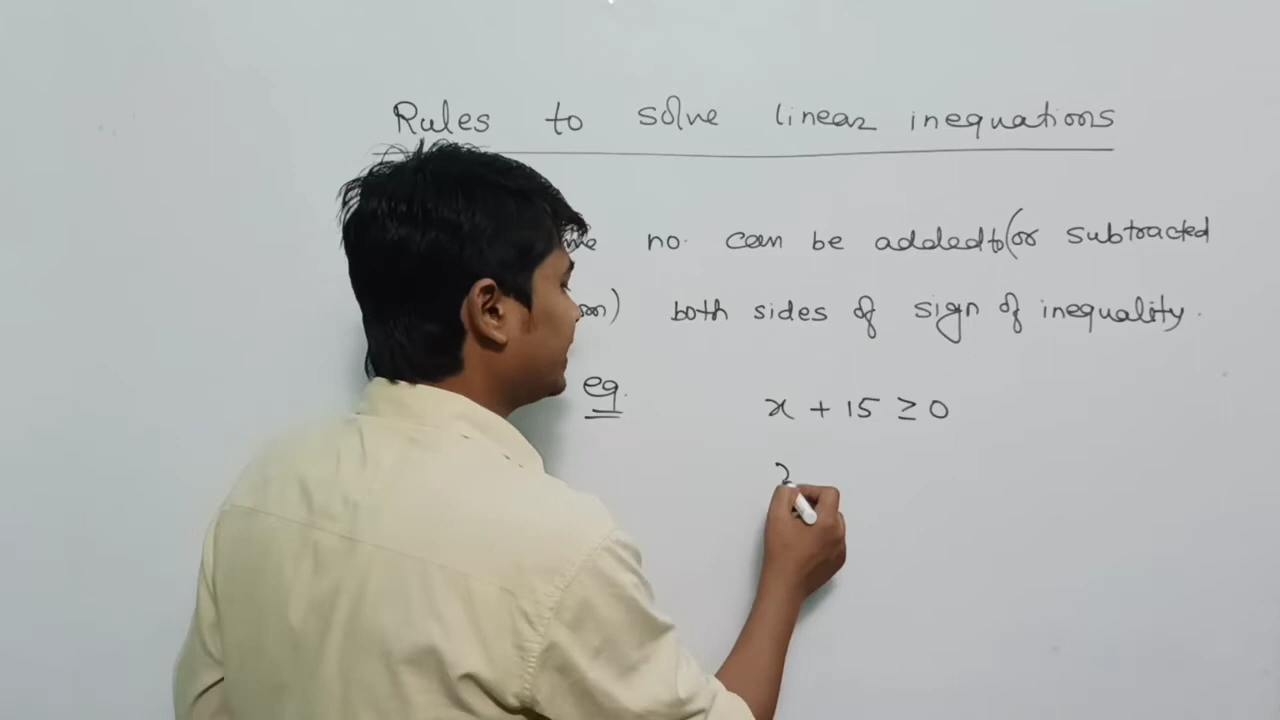 Rules to solve linear inequations
me no. can be added to (or subtracted
om) both sides of sign of inequality.
eg. x + 15 ≥ 0